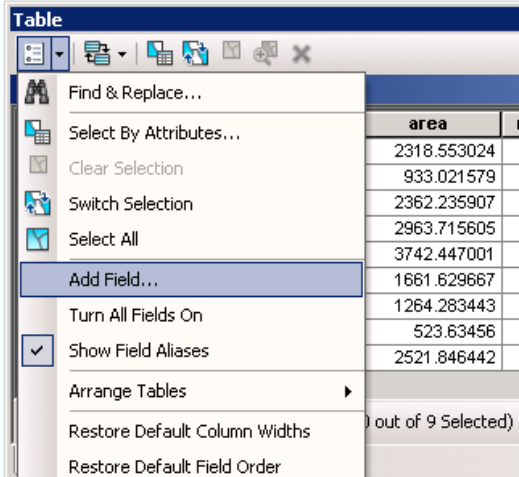 Table
Find & Replace...
Select By Attributes...
Clear Selection
Switch Selection
Select All
Add Field...
Turn All Fields On
Show Field Aliases
Arrange Tables
Restore Default Column Widths
Restore Default Field Order
area
2318.553024
933.021579
2362.235907
2963.715605
3742.447001
1661.629667
1264.283443
523.63456
2521.846442
out of 9 Selected)